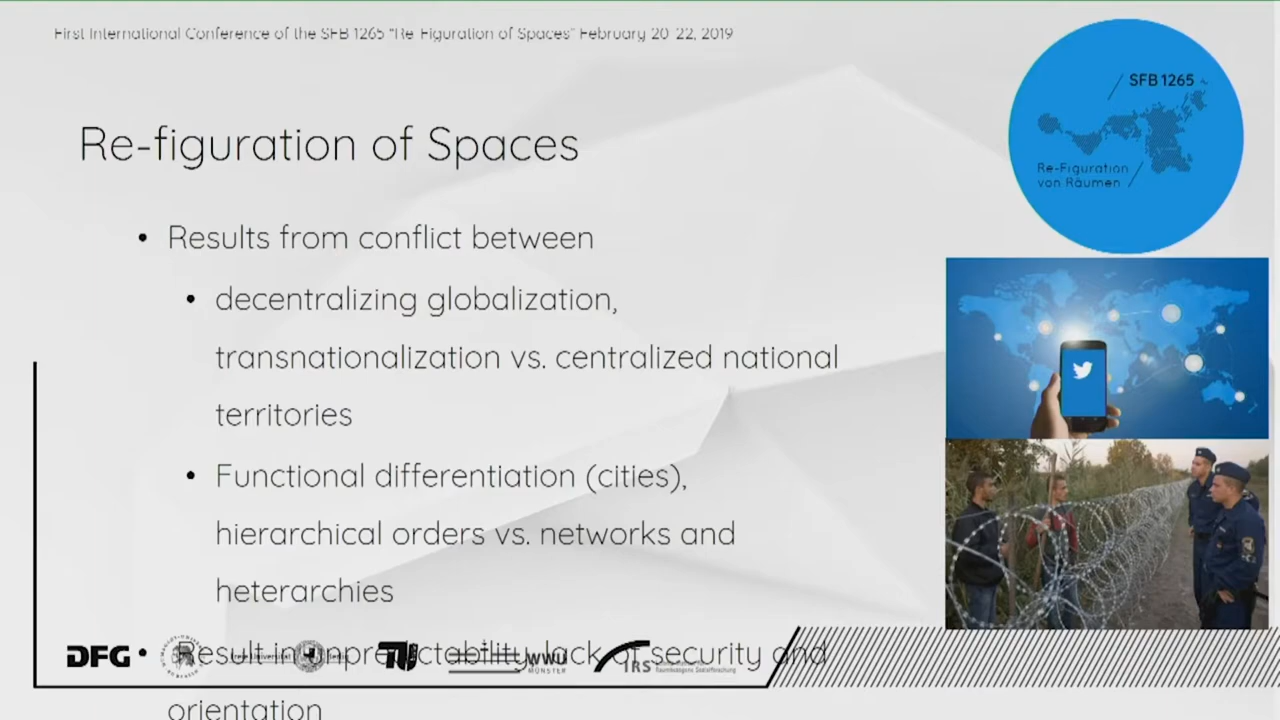 First International Conference of the SFB 1265 "Re-Figuration of Spaces" February 20-22, 2019
SFB 1265
Re-Figuration
von Räumen
Re-figuration of Spaces
• Results from conflict between
• decentralizing globalization,
transnationalization vs. centralized national
territories
• Functional differentiation (cities),
hierarchical orders vs. networks and
heterarchies
• Result in unpredictability, lack of security and
orientation
DFG
WWU
MÜNSTER
IRS